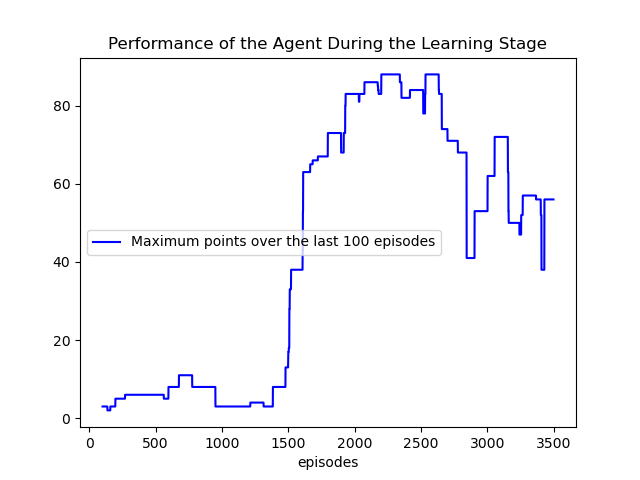 Performance of the Agent During the Learning Stage
80
60
Maximum points over the last 100 episodes
40
20
0
0 500 1000 1500 2000 2500 3000 3500
episodes